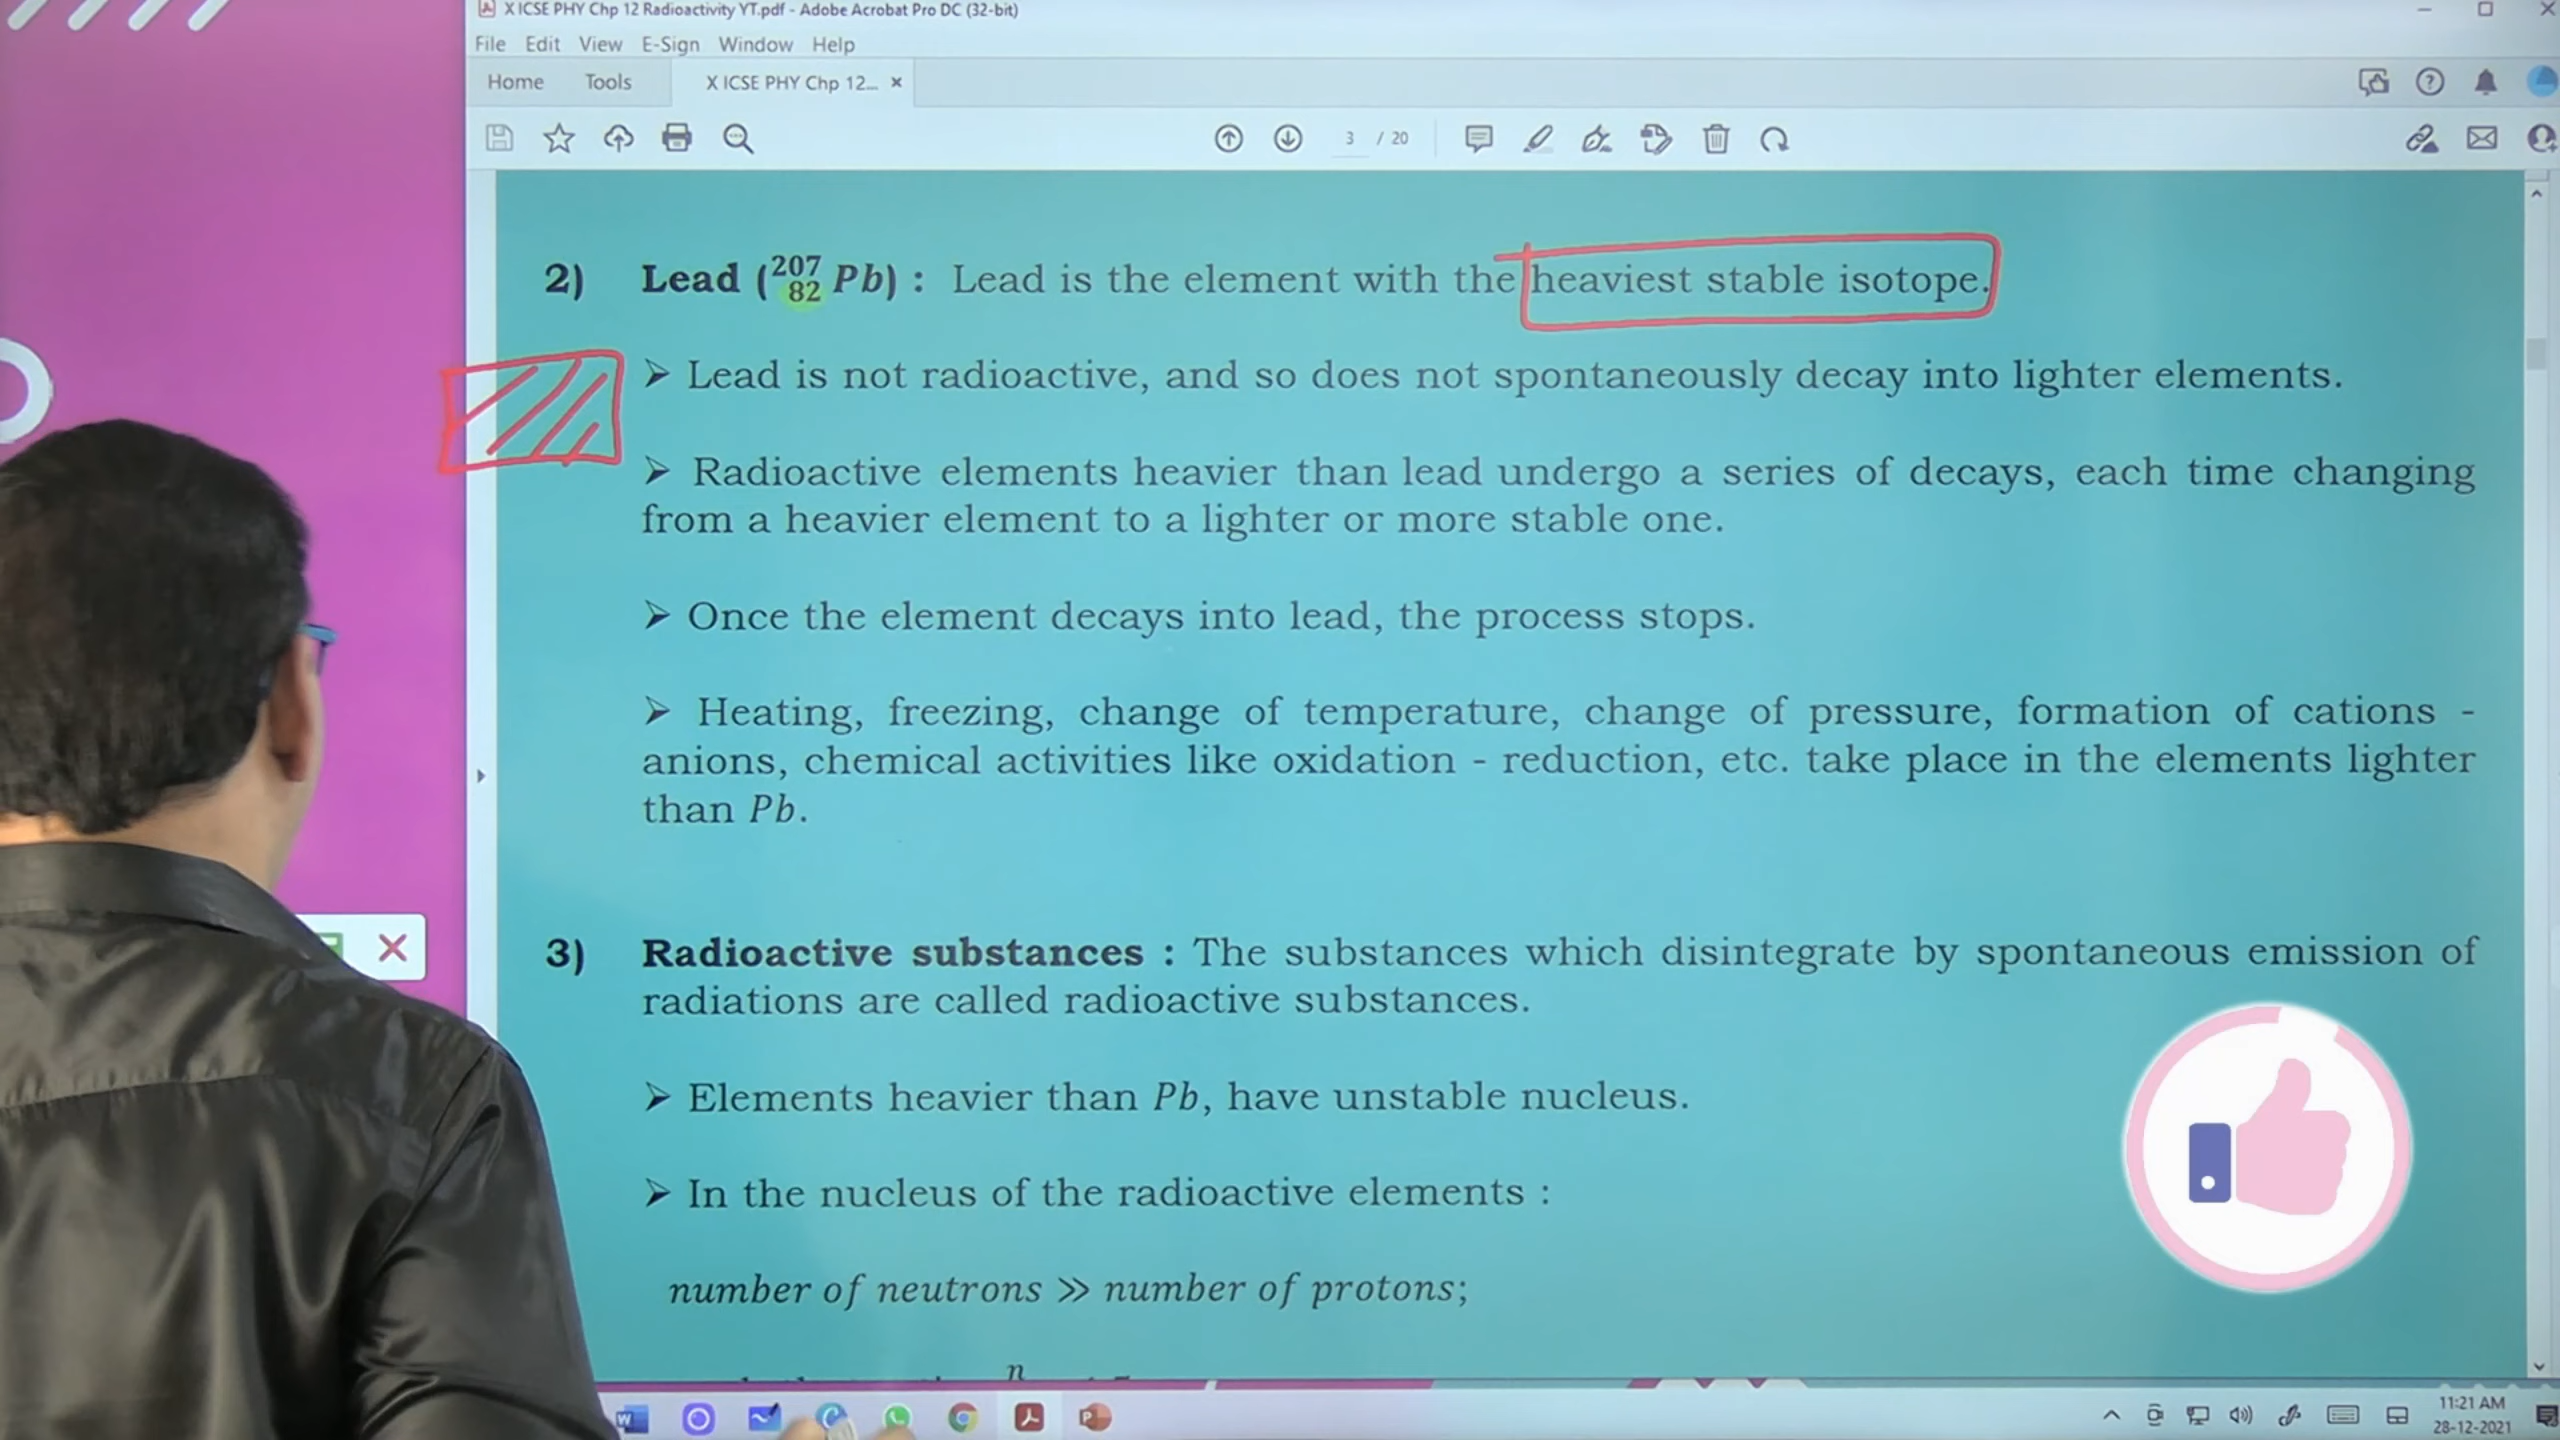 X ICSE PHY Chp 12 Radioactivity YT.pdf - Adobe Acrobat Pro DC (32-bit)
File Edit View E-Sign Window Help
Home Tools X ICSE PHY Chp 12... ×
3 / 20
2) Lead (²⁰⁷₈₂ Pb) : Lead is the element with the heaviest stable isotope.
➢ Lead is not radioactive, and so does not spontaneously decay into lighter elements.
➢ Radioactive elements heavier than lead undergo a series of decays, each time changing
from a heavier element to a lighter or more stable one.
➢ Once the element decays into lead, the process stops.
➢ Heating, freezing, change of temperature, change of pressure, formation of cations -
anions, chemical activities like oxidation - reduction, etc. take place in the elements lighter
than Pb.
3) Radioactive substances : The substances which disintegrate by spontaneous emission of
radiations are called radioactive substances.
➢ Elements heavier than Pb, have unstable nucleus.
➢ In the nucleus of the radioactive elements :
number of neutrons ≫ number of protons;
n
11:21 AM
28-12-2021